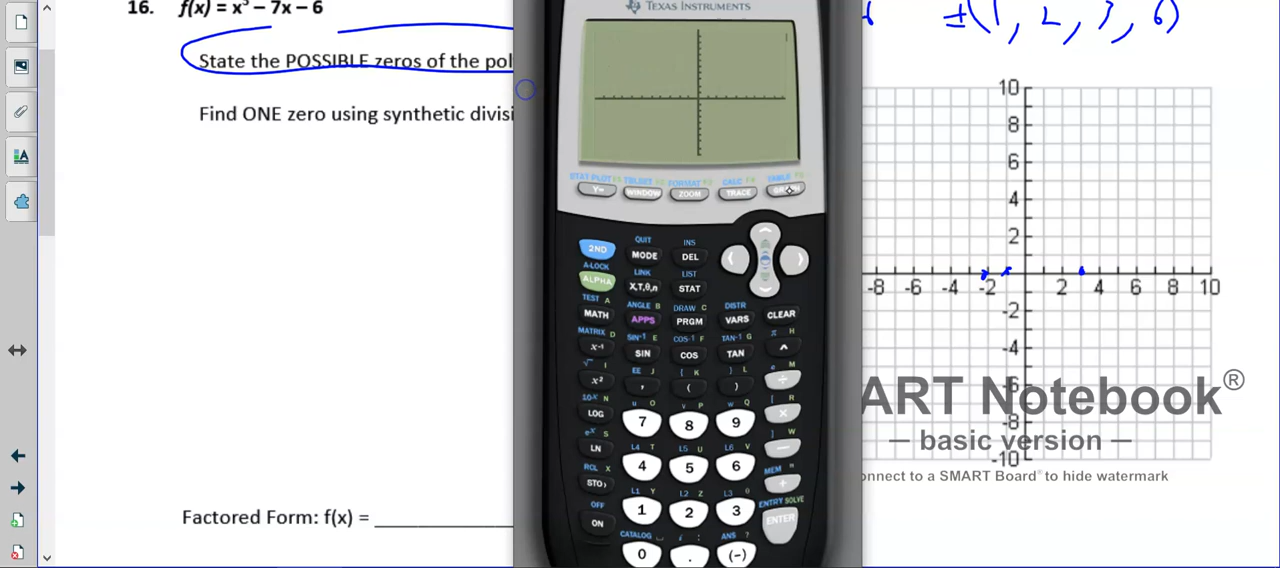 16. f(x) = x³ – 7x – 6
State the POSSIBLE zeros of the pol
Find ONE zero using synthetic divisi
Factored Form: f(x) =
TEXAS INSTRUMENTS
STAT PLOT F1 TBLSET F2 FORMAT F3 CALC F4 TABLE F5
Y= WINDOW ZOOM TRACE GRAPH
QUIT INS
2ND MODE DEL
A-LOCK LINK LIST
ALPHA X,T,θ,n STAT
TEST A ANGLE B DRAW C DISTR
MATH APPS PRGM VARS CLEAR
MATRIX D SIN⁻¹ E COS⁻¹ F TAN⁻¹ G π H
x⁻¹ SIN COS TAN ^
√ I EE J { K } L e M
x² , ( ) ÷
10ˣ N u O v P w Q [ R
LOG 7 8 9 ×
eˣ S L4 T L5 U L6 V ] W
LN 4 5 6 –
RCL X L1 Y L2 Z L3 θ MEM "
STO› 1 2 3 +
OFF CATALOG ␣ i : ANS ? ENTRY SOLVE
ON 0 . (–) ENTER
6 ±(1, 2, 3, 6)
10
8
6
4
2
-8 -6 -4 -2 2 4 6 8 10
-2
-4
-6
-8
-10
ART Notebook®
— basic version —
onnect to a SMART Board® to hide watermark